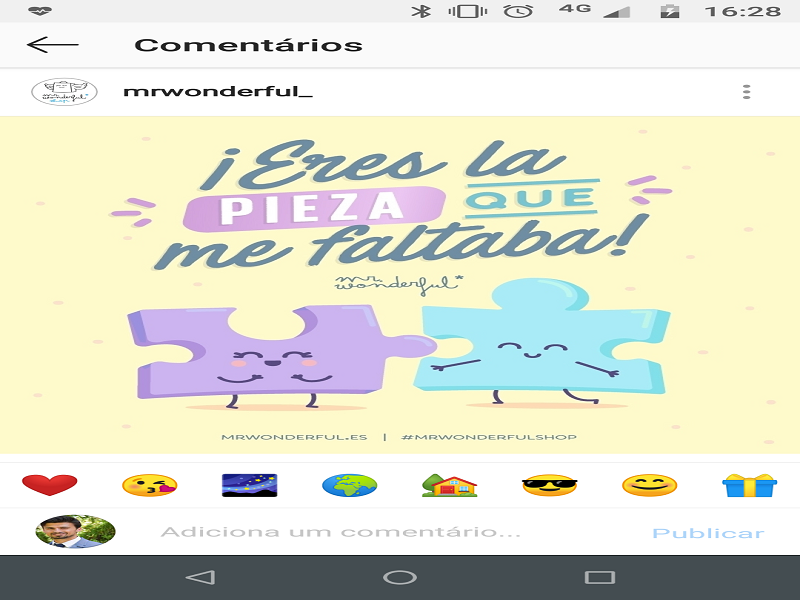 4G 16:28
Comentários
mrwonderful_
¡Eres la
PIEZA QUE
me faltaba!
mr.
wonderful*
MRWONDERFUL.ES | #MRWONDERFULSHOP
Adiciona um comentário... Publicar